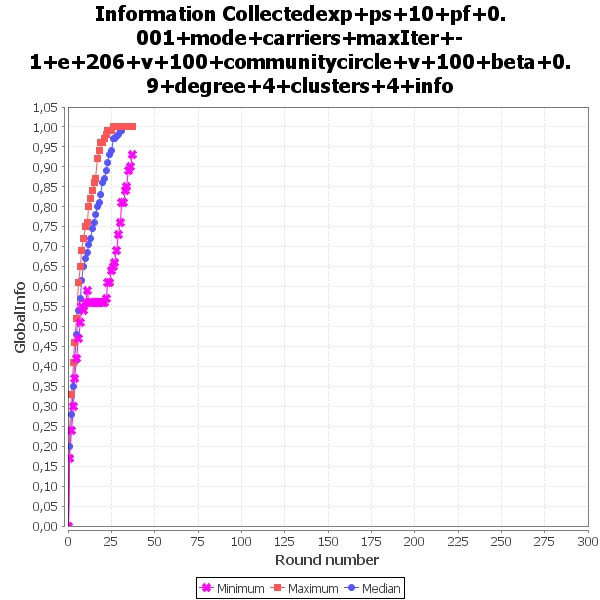 Information Collectedexp+ps+10+pf+0.
001+mode+carriers+maxIter+-
1+e+206+v+100+communitycircle+v+100+beta+0.
9+degree+4+clusters+4+info
1,05
1,00
0,95
0,90
0,85
0,80
0,75
0,70
0,65
0,60
0,55
0,50
0,45
0,40
0,35
0,30
0,25
0,20
0,15
0,10
0,05
0,00
GlobalInfo
0 25 50 75 100 125 150 175 200 225 250 275 300
Round number
Minimum Maximum Median